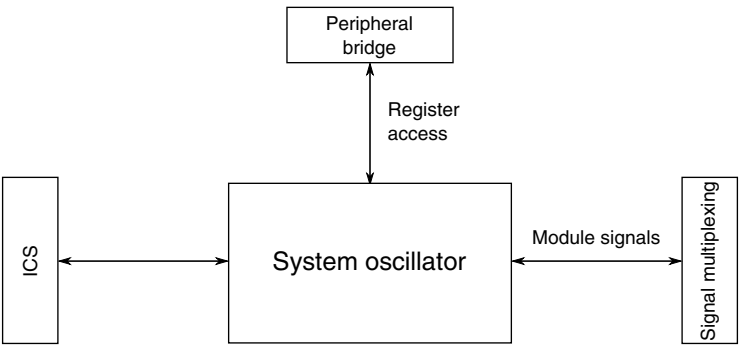 Peripheral
bridge
Register
access
ICS
System oscillator
Module signals
Signal multiplexing